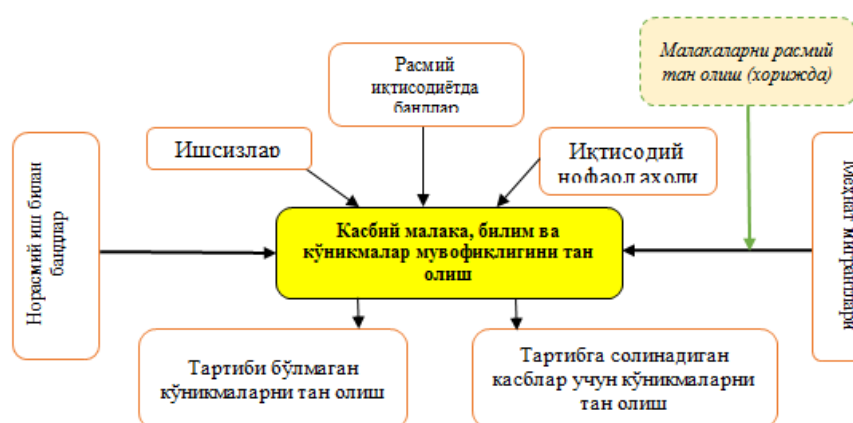 Малакаларни расмий
тан олиш (хорижда)
Расмий
иқтисодиётда
бандлар
Ишсизлар
Иқтисодий
нофаол аҳоли
Норасмий иш билан
бандлар
Касбий малака, билим ва
кўникмалар мувофиқлигини тан
олиш
Меҳнат мигрантлари
Тартиби бўлмаган
кўникмаларни тан олиш
Тартибга солинадиган
касблар учун кўникмаларни
тан олиш